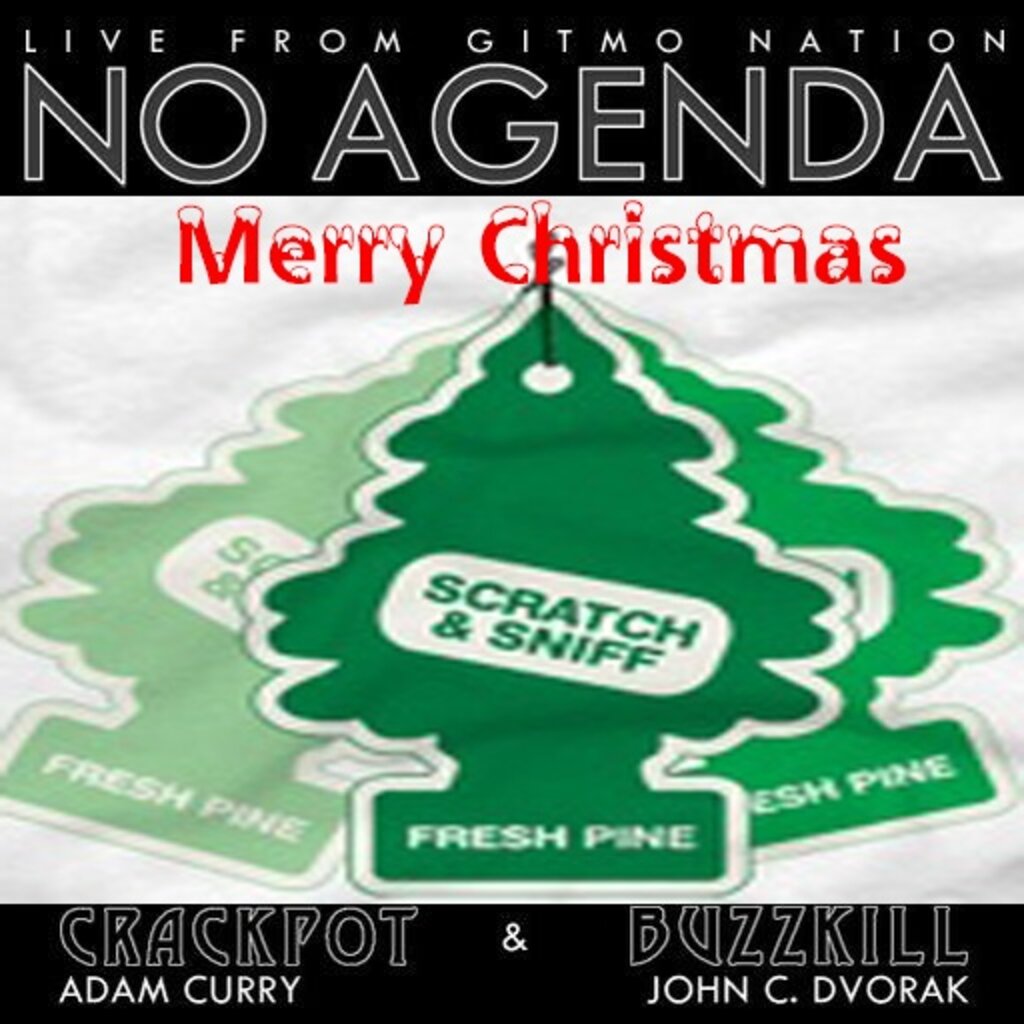 LIVE FROM GITMO NATION
NO AGENDA
Merry Christmas
SCRATCH
& SNIFF
FRESH PINE
FRESH PINE
ESH PINE
CRACKPOT & BUZZKILL
ADAM CURRY
JOHN C. DVORAK